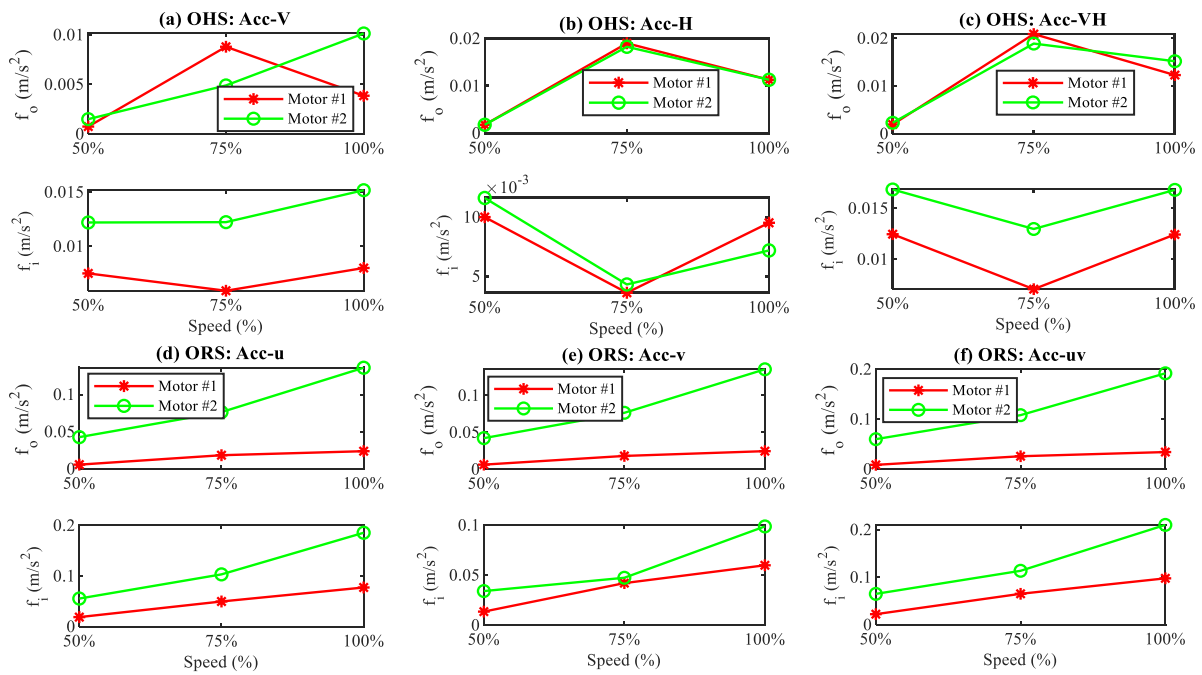 (a) OHS: Acc-V
f_o (m/s^2)
0.01
0.005
0
50% 75% 100%
Motor #1
Motor #2
f_i (m/s^2)
0.015
0.01
50% 75% 100%
Speed (%)
(b) OHS: Acc-H
f_o (m/s^2)
0.02
0.01
0
50% 75% 100%
Motor #1
Motor #2
× 10^-3
f_i (m/s^2)
10
5
50% 75% 100%
Speed (%)
(c) OHS: Acc-VH
f_o (m/s^2)
0.02
0.01
0
50% 75% 100%
Motor #1
Motor #2
f_i (m/s^2)
0.015
0.01
50% 75% 100%
Speed (%)
(d) ORS: Acc-u
f_o (m/s^2)
0.1
0.05
0
50% 75% 100%
Motor #1
Motor #2
f_i (m/s^2)
0.2
0.1
0
50% 75% 100%
Speed (%)
(e) ORS: Acc-v
f_o (m/s^2)
0.1
0.05
0
50% 75% 100%
Motor #1
Motor #2
f_i (m/s^2)
0.1
0.05
0
50% 75% 100%
Speed (%)
(f) ORS: Acc-uv
f_o (m/s^2)
0.2
0.1
0
50% 75% 100%
Motor #1
Motor #2
f_i (m/s^2)
0.2
0.1
0
50% 75% 100%
Speed (%)